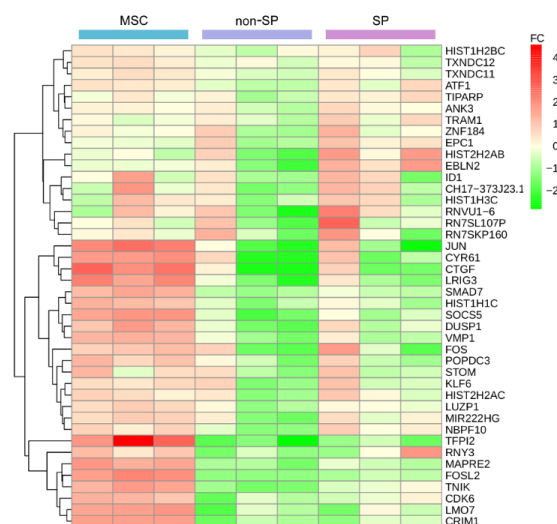 MSC non-SP SP
FC
HIST1H2BC
TXNDC12
TXNDC11
ATF1
TIPARP
ANK3
TRAM1
ZNF184
EPC1
HIST2H2AB
EBLN2
ID1
CH17-373J23.1
HIST1H3C
RNVU1-6
RN7SL107P
RN7SKP160
JUN
CYR61
CTGF
LRIG3
SMAD7
HIST1H1C
SOCS5
DUSP1
VMP1
FOS
POPDC3
STOM
KLF6
HIST2H2AC
LUZP1
MIR222HG
NBPF10
TFPI2
RNY3
MAPRE2
FOSL2
TNIK
CDK6
LMO7
CRIM1
4
3
2
1
0
−1
−2